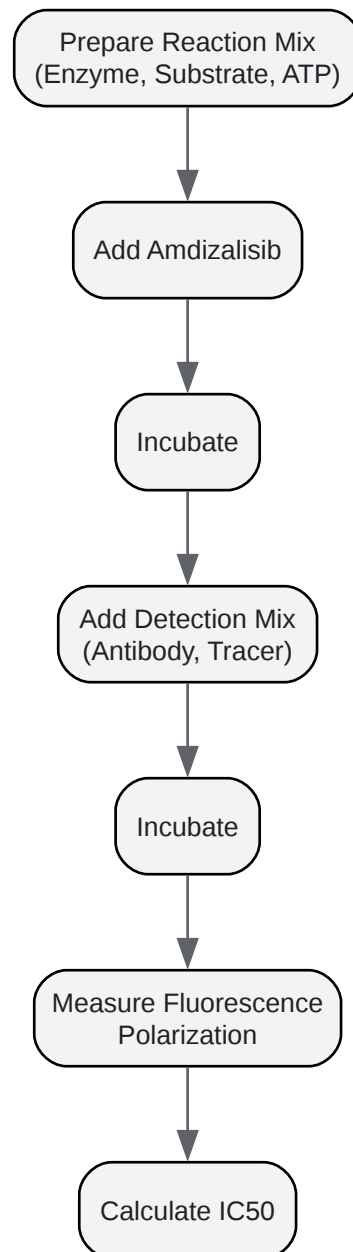 Prepare Reaction Mix
(Enzyme, Substrate, ATP)
Add Amdizalisib
Incubate
Add Detection Mix
(Antibody, Tracer)
Incubate
Measure Fluorescence
Polarization
Calculate IC50